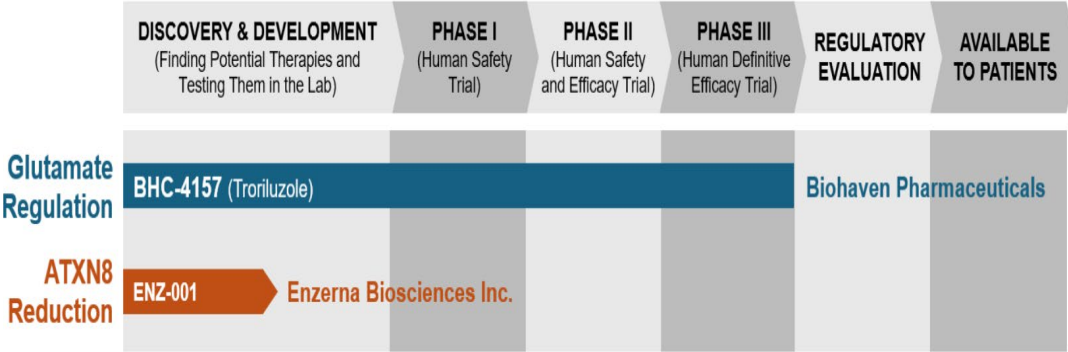 DISCOVERY & DEVELOPMENT
(Finding Potential Therapies and
Testing Them in the Lab)
PHASE I
(Human Safety
Trial)
PHASE II
(Human Safety
and Efficacy Trial)
PHASE III
(Human Definitive
Efficacy Trial)
REGULATORY
EVALUATION
AVAILABLE
TO PATIENTS
Glutamate
Regulation
BHC-4157 (Troriluzole)
Biohaven Pharmaceuticals
ATXN8
Reduction
ENZ-001
Enzerna Biosciences Inc.